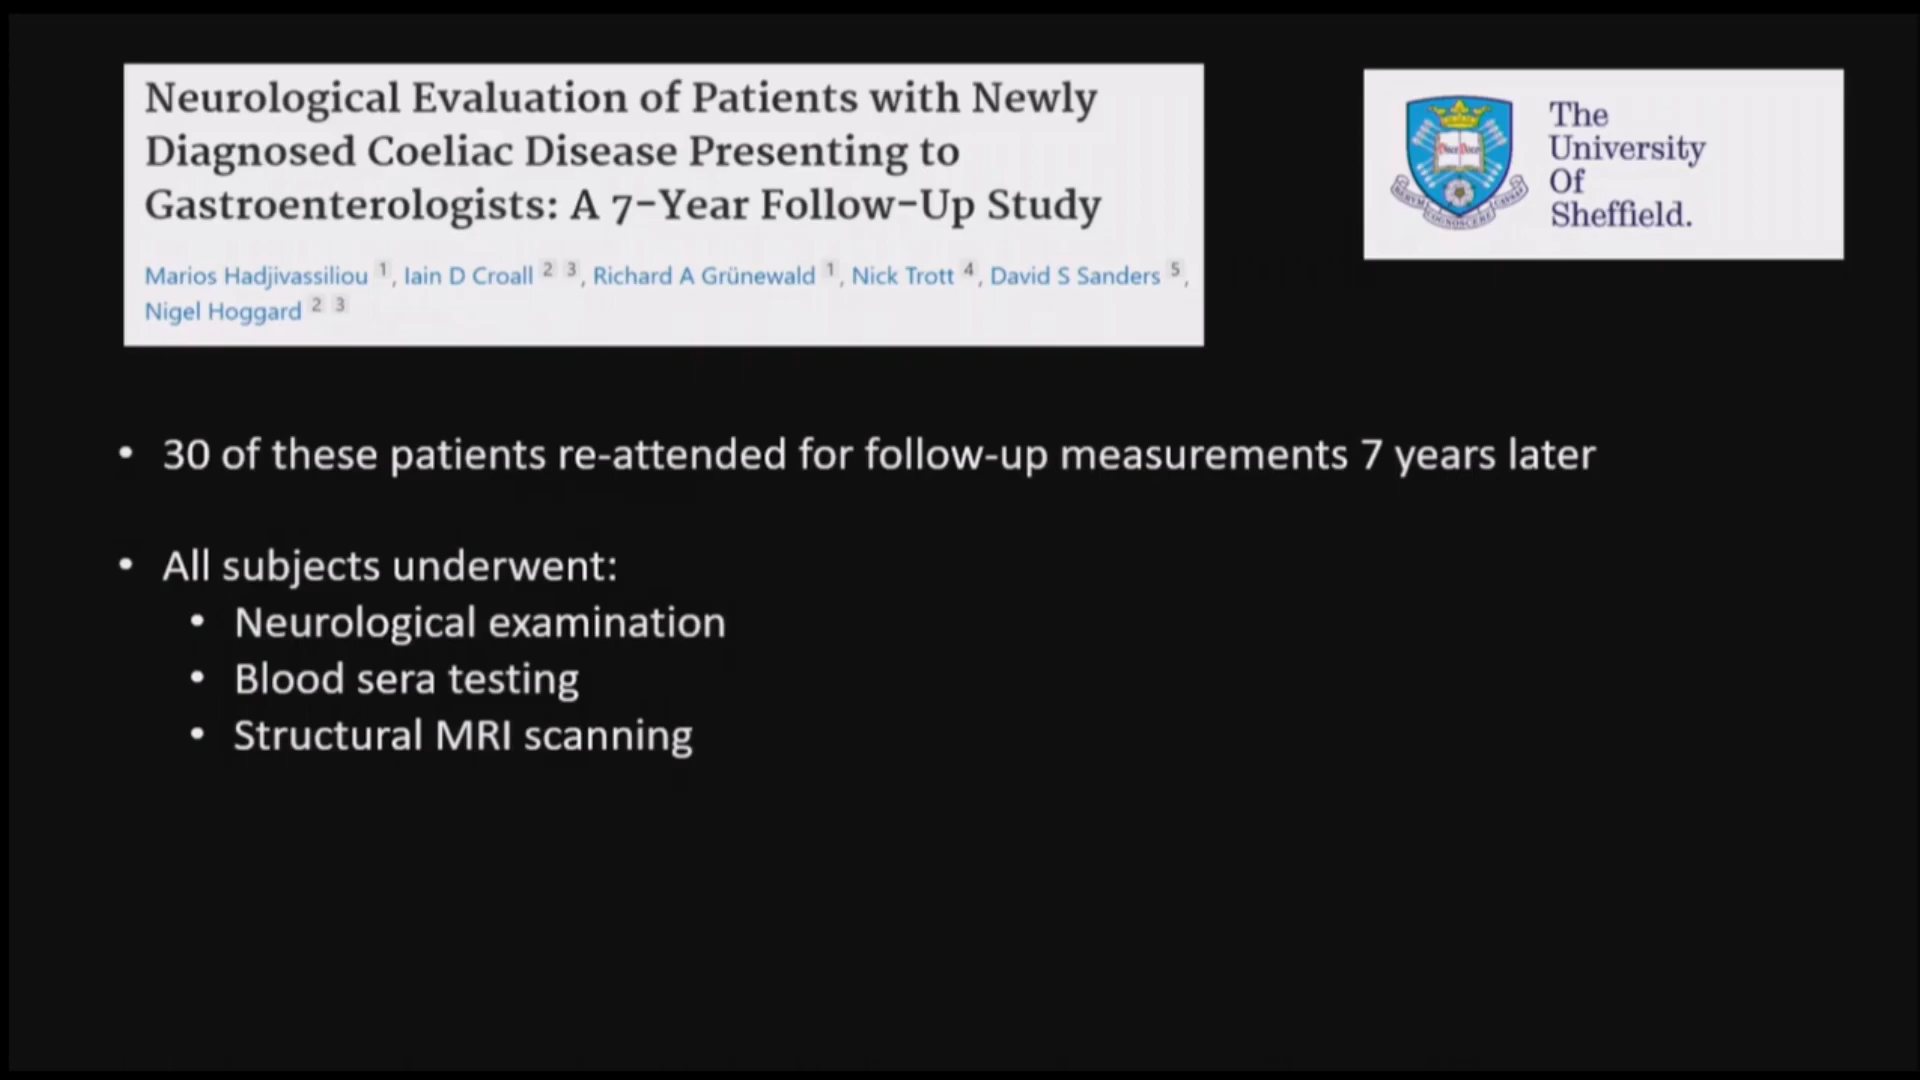 Neurological Evaluation of Patients with Newly
Diagnosed Coeliac Disease Presenting to
Gastroenterologists: A 7-Year Follow-Up Study
Marios Hadjivassiliou 1, Iain D Croall 2 3, Richard A Grünewald 1, Nick Trott 4, David S Sanders 5,
Nigel Hoggard 2 3
The
University
Of
Sheffield.
• 30 of these patients re-attended for follow-up measurements 7 years later
• All subjects underwent:
• Neurological examination
• Blood sera testing
• Structural MRI scanning